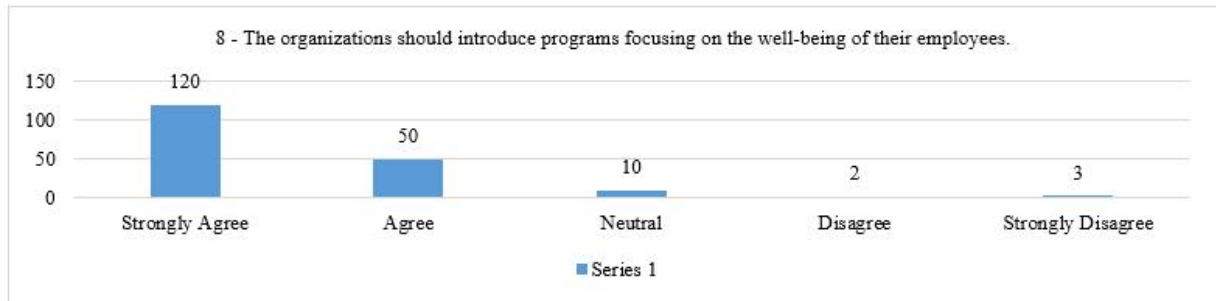 8 - The organizations should introduce programs focusing on the well-being of their employees.
150
100
50
0
120
50
10
2
3
Strongly Agree
Agree
Neutral
Disagree
Strongly Disagree
Series 1